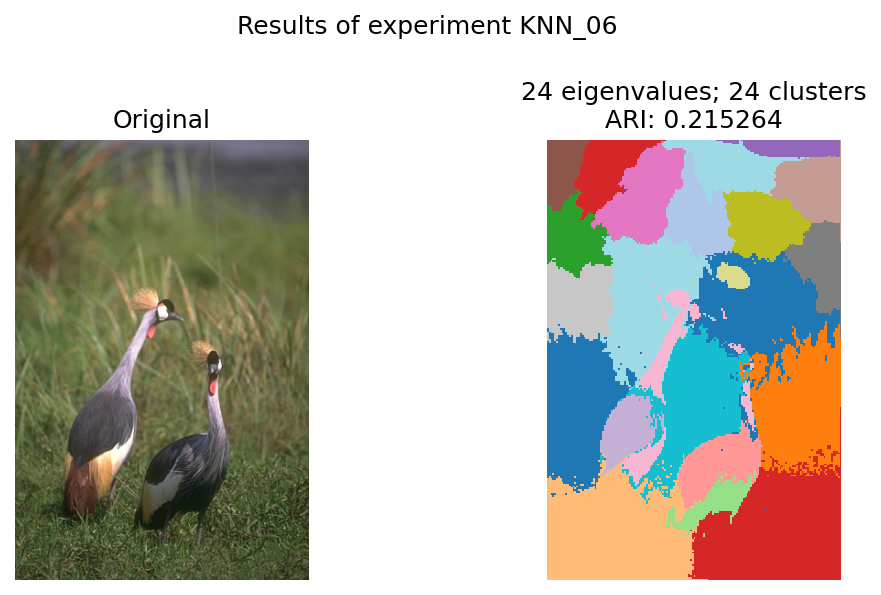 Results of experiment KNN_06
Original
24 eigenvalues; 24 clusters
ARI: 0.215264